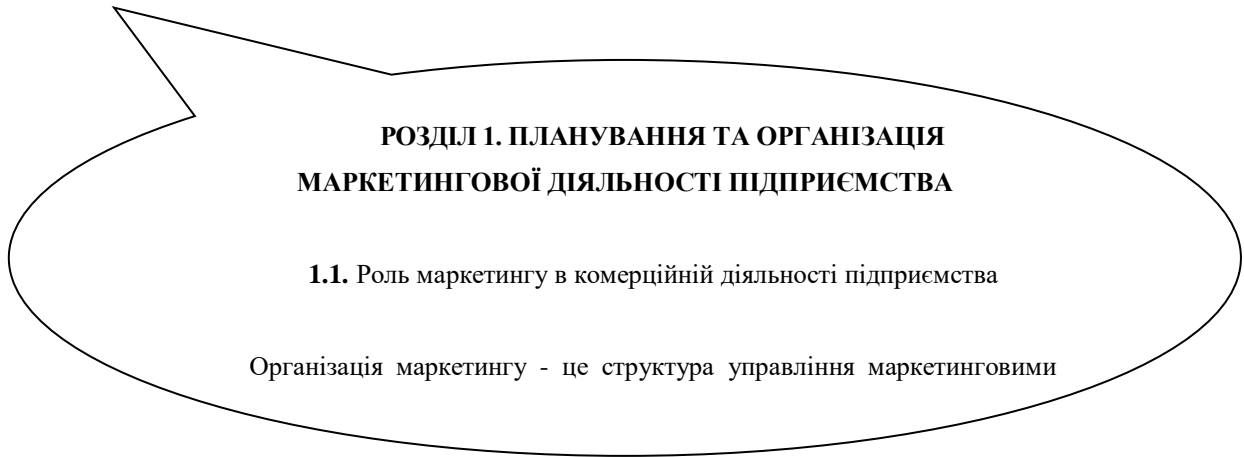 РОЗДІЛ 1. ПЛАНУВАННЯ ТА ОРГАНІЗАЦІЯ
МАРКЕТИНГОВОЇ ДІЯЛЬНОСТІ ПІДПРИЄМСТВА
1.1. Роль маркетингу в комерційній діяльності підприємства
Організація маркетингу - це структура управління маркетинговими